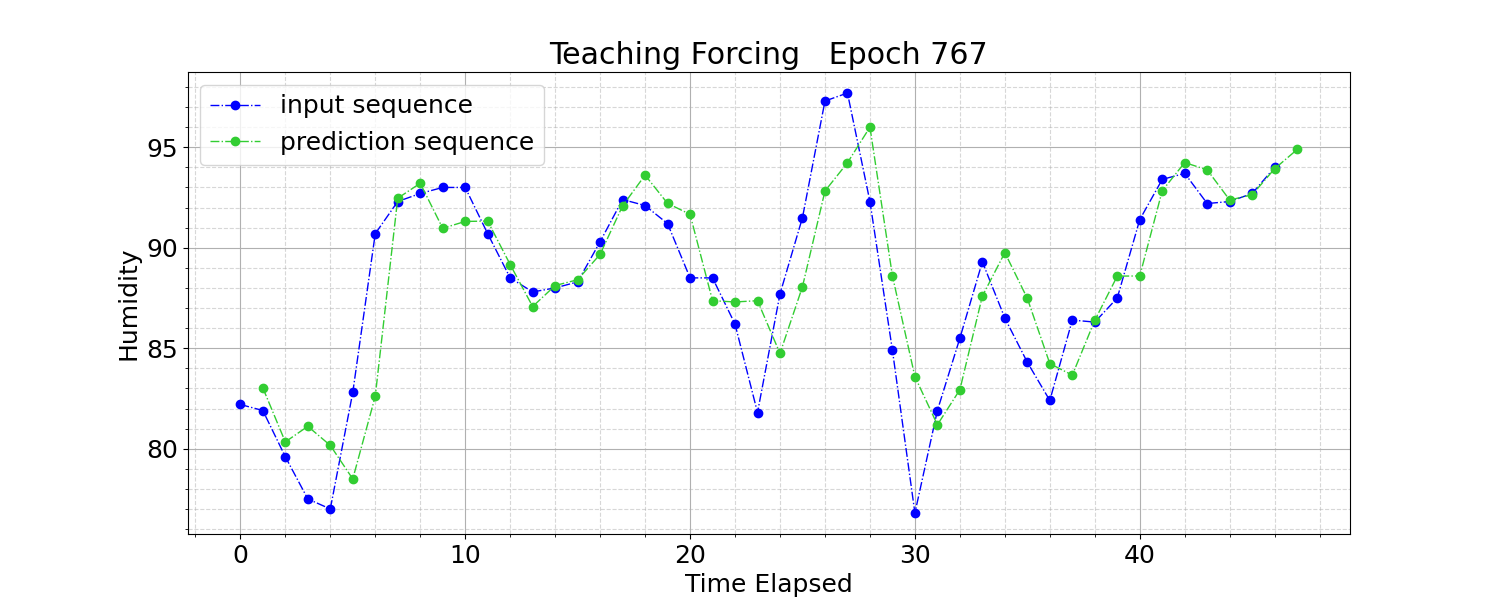 Teaching Forcing   Epoch 767
input sequence
prediction sequence
95
90
85
80
Humidity
0 10 20 30 40
Time Elapsed